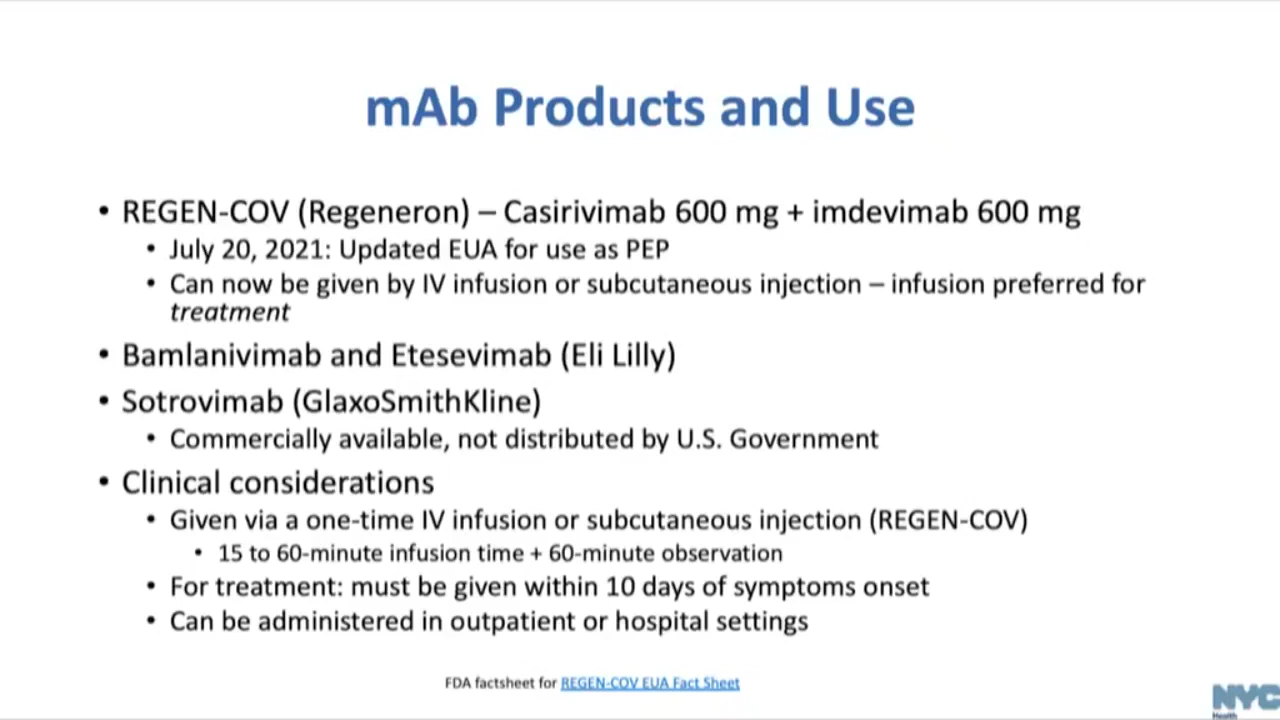 mAb Products and Use
• REGEN-COV (Regeneron) – Casirivimab 600 mg + imdevimab 600 mg
• July 20, 2021: Updated EUA for use as PEP
• Can now be given by IV infusion or subcutaneous injection – infusion preferred for
treatment
• Bamlanivimab and Etesevimab (Eli Lilly)
• Sotrovimab (GlaxoSmithKline)
• Commercially available, not distributed by U.S. Government
• Clinical considerations
• Given via a one-time IV infusion or subcutaneous injection (REGEN-COV)
• 15 to 60-minute infusion time + 60-minute observation
• For treatment: must be given within 10 days of symptoms onset
• Can be administered in outpatient or hospital settings
FDA factsheet for REGEN-COV EUA Fact Sheet
NYC
Health